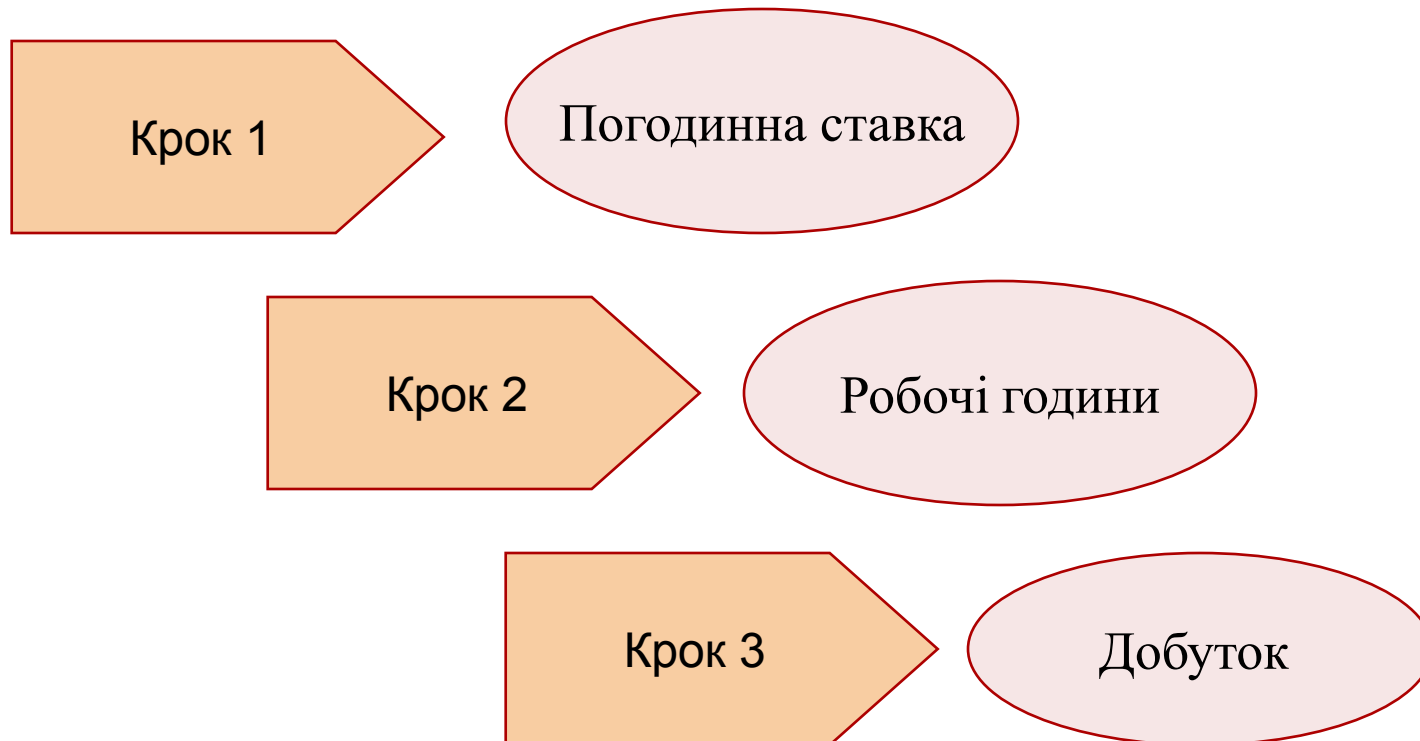 Крок 1
Погодинна ставка
Крок 2
Робочі години
Крок 3
Добуток